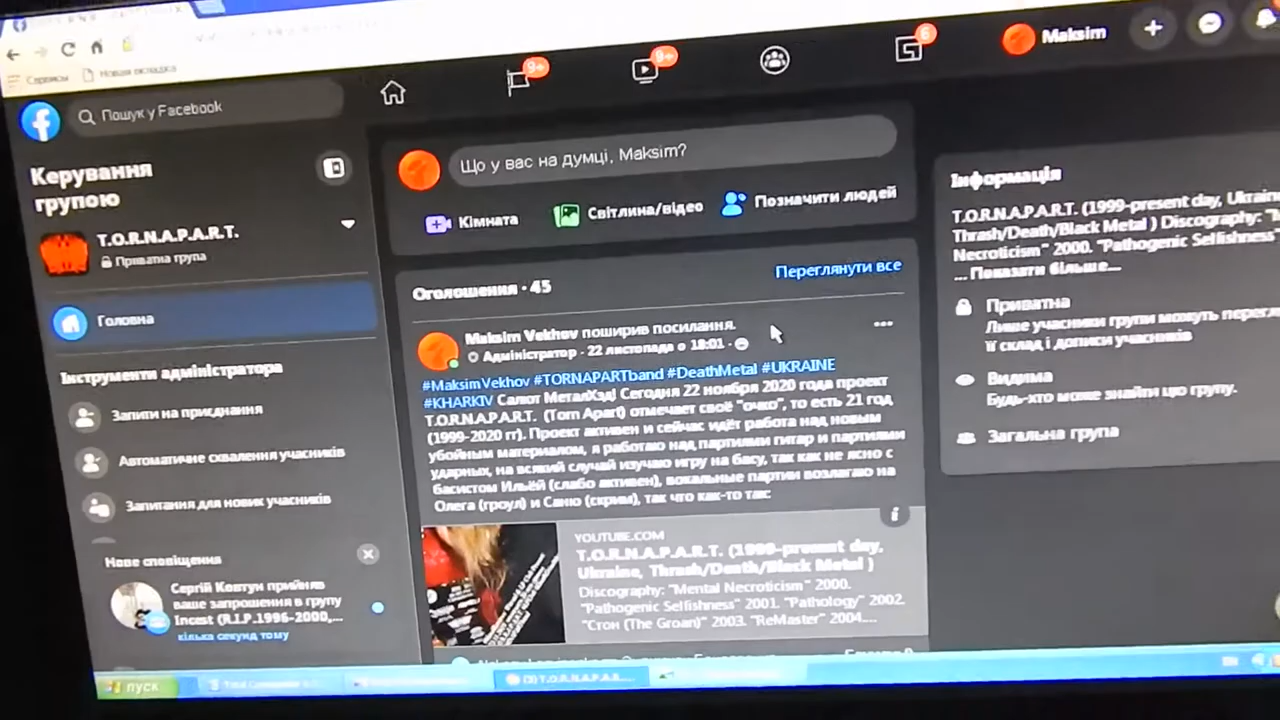 Сервисы
Новая вкладка
Пошук у Facebook
9+
9+
6
Maksim
Керування
групою
T.O.R.N.A.P.A.R.T.
Приватна група
Головна
Інструменти адміністратора
Запити на приєднання
Автоматичне схвалення учасників
Запитання для нових учасників
Нове сповіщення
Сергій Ковтун прийняв
ваше запрошення в групу
Incest (R.I.P.1996-2000,...
кілька секунд тому
Що у вас на думці, Maksim?
Кімната
Світлина/відео
Позначити людей
Оголошення · 45
Переглянути все
Maksim Vekhov поширив посилання.
Адміністратор · 22 листопада о 18:01 ·
#MaksimVekhov #TORNAPARTband #DeathMetal #UKRAINE
#KHARKIV Салют МеталХэд! Сегодня 22 ноября 2020 года проект
T.O.R.N.A.P.A.R.T. (Torn Apart) отмечает своё "очко", то есть 21 год
(1999-2020 гг). Проект активен и сейчас идёт работа над новым
убойным материалом, я работаю над партиями гитар и партиями
ударных, на всякий случай изучаю игру на басу, так как не ясно с
басистом Ильёй (слабо активен), вокальные партии возлагаю на
Олега (гроул) и Саню (скрим), так что как-то так:
YOUTUBE.COM
T.O.R.N.A.P.A.R.T. (1999-present day,
Ukraine, Thrash/Death/Black Metal )
Discography: "Mental Necroticism" 2000.
"Pathogenic Selfishness" 2001. "Pathology" 2002.
"Стон (The Groan)" 2003. "ReMaster" 2004....
Інформація
T.O.R.N.A.P.A.R.T. (1999-present day, Ukraine
Thrash/Death/Black Metal ) Discography:
Necroticism" 2000. "Pathogenic Selfishness"
... Показати більше...
Приватна
Лише учасники групи можуть
її склад і дописи учасників
Видима
Будь-хто може знайти цю групу.
Загальна група
пуск
(3) T.O.R.N.A.P.A.R....